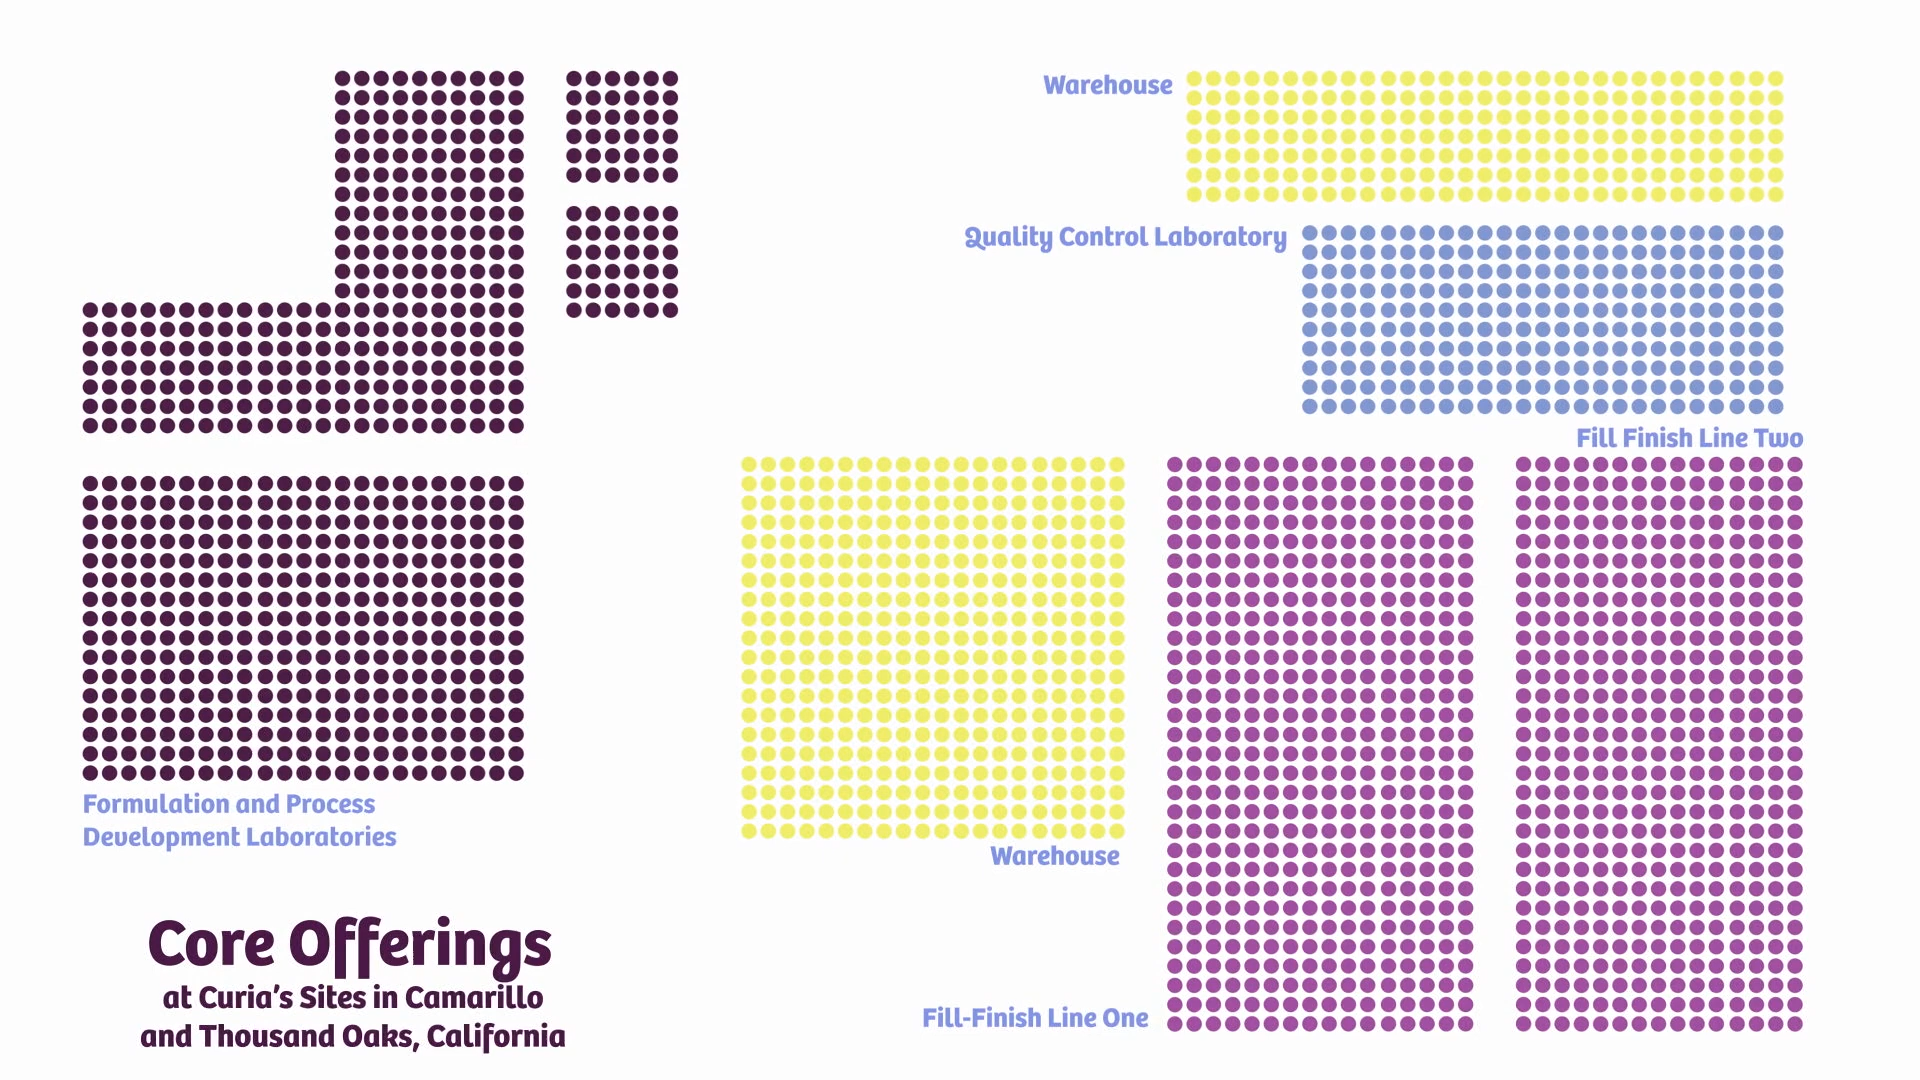 Warehouse
Quality Control Laboratory
Fill Finish Line Two
Formulation and Process
Development Laboratories
Warehouse
Core Offerings
at Curia’s Sites in Camarillo
and Thousand Oaks, California
Fill-Finish Line One